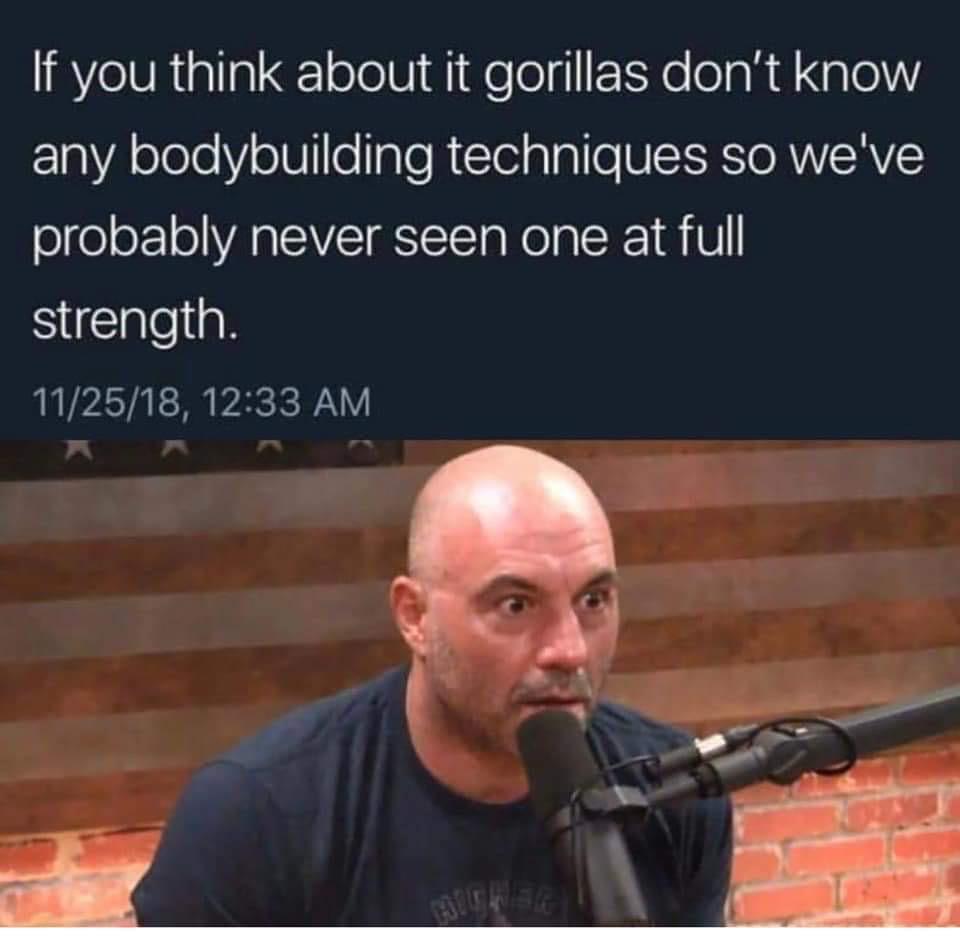 If you think about it gorillas don't know
any bodybuilding techniques so we've
probably never seen one at full
strength.
11/25/18, 12:33 AM
HIGHER